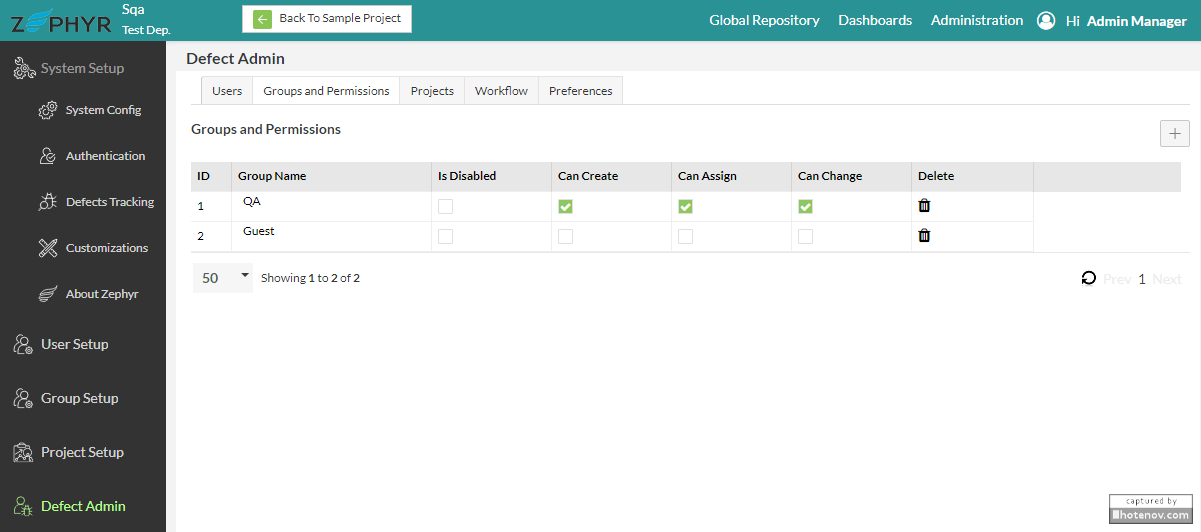 ZEPHYR
Sqa
Test Dep.
Back To Sample Project
Global Repository Dashboards Administration Hi Admin Manager
System Setup
System Config
Authentication
Defects Tracking
Customizations
About Zephyr
User Setup
Group Setup
Project Setup
Defect Admin
Defect Admin
Users Groups and Permissions Projects Workflow Preferences
Groups and Permissions
ID Group Name Is Disabled Can Create Can Assign Can Change Delete
1 QA
2 Guest
50 Showing 1 to 2 of 2
Prev 1 Next
captured by
hotenov.com